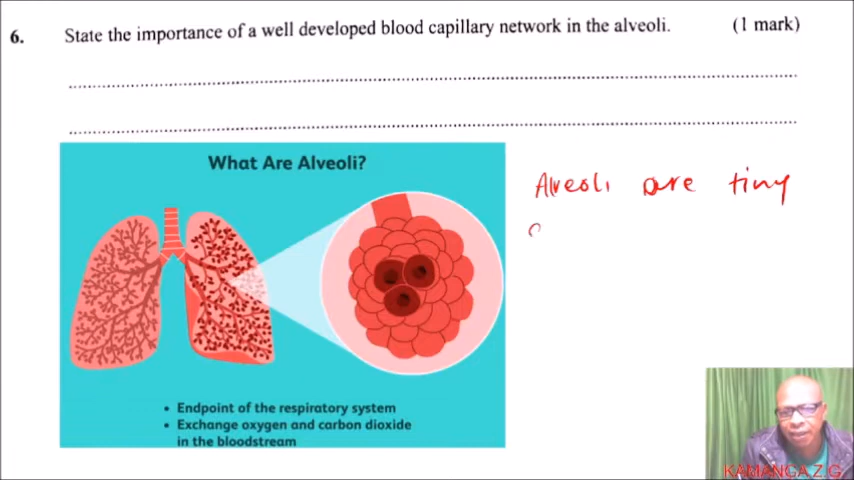 6. State the importance of a well developed blood capillary network in the alveoli. (1 mark)
What Are Alveoli?
Alveoli are tiny
• Endpoint of the respiratory system
• Exchange oxygen and carbon dioxide
in the bloodstream
KAMANGA Z.G.